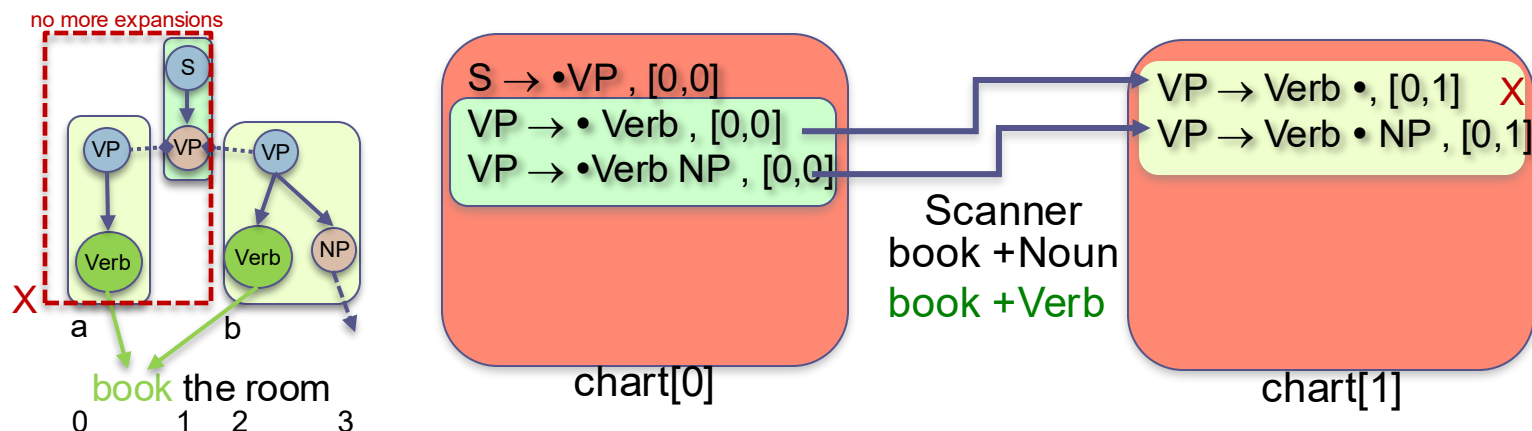 no more expansions
S
VP
VP
VP
Verb
Verb
NP
X
a
b
book the room
0 1 2 3
S → •VP , [0,0]
VP → • Verb , [0,0]
VP → •Verb NP , [0,0]
chart[0]
Scanner
book +Noun
book +Verb
VP → Verb •, [0,1] X
VP → Verb • NP , [0,1]
chart[1]